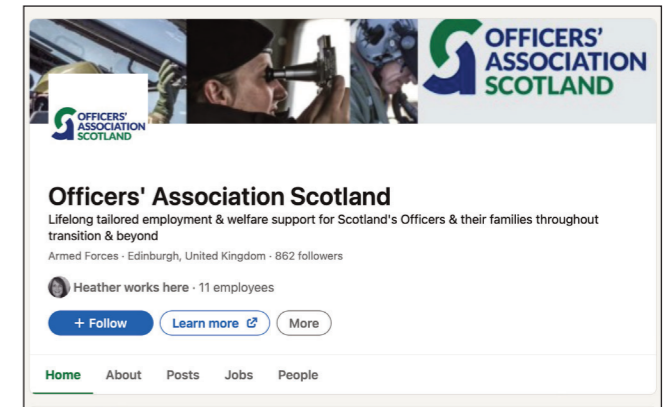 OFFICERS'
ASSOCIATION
SCOTLAND
OFFICERS'
ASSOCIATION
SCOTLAND
Officers' Association Scotland
Lifelong tailored employment & welfare support for Scotland's Officers & their families throughout
transition & beyond
Armed Forces · Edinburgh, United Kingdom · 862 followers
Heather works here · 11 employees
+ Follow Learn more More
Home About Posts Jobs People